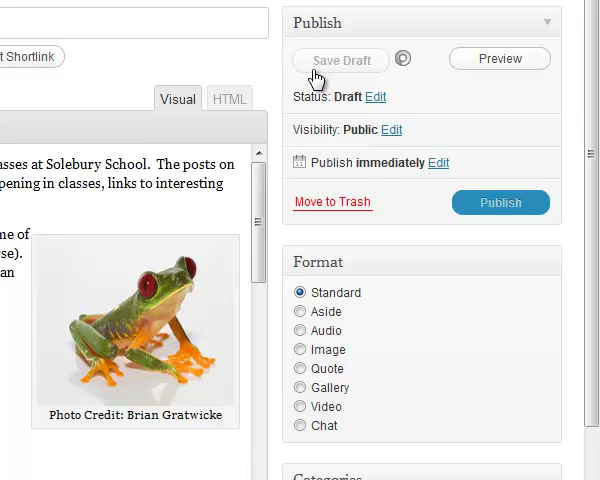 t Shortlink
Visual
HTML
asses at Solebury School. The posts on
pening in classes, links to interesting
me of
se).
an
Photo Credit: Brian Gratwicke
Publish
Save Draft
Preview
Status: Draft Edit
Visibility: Public Edit
Publish immediately Edit
Move to Trash
Publish
Format
Standard
Aside
Audio
Image
Quote
Gallery
Video
Chat
Categories